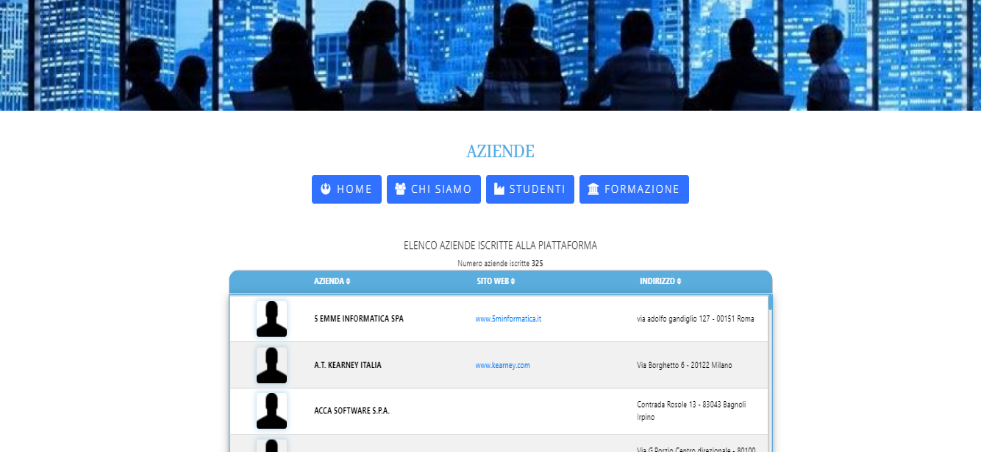 AZIENDE
HOME CHI SIAMO STUDENTI FORMAZIONE
ELENCO AZIENDE ISCRITTE ALLA PIATTAFORMA
Numero aziende iscritte 325
AZIENDA SITO WEB INDIRIZZO
5 EMME INFORMATICA SPA www.5minformatica.it via adolfo gandiglio 127 - 00151 Roma
A.T. KEARNEY ITALIA www.kearney.com Via Borghetto 6 - 20122 Milano
ACCA SOFTWARE S.P.A. Contrada Rosole 13 - 83043 Bagnoli
Irpino
Via G.Porzio Centro direzionale - 80100